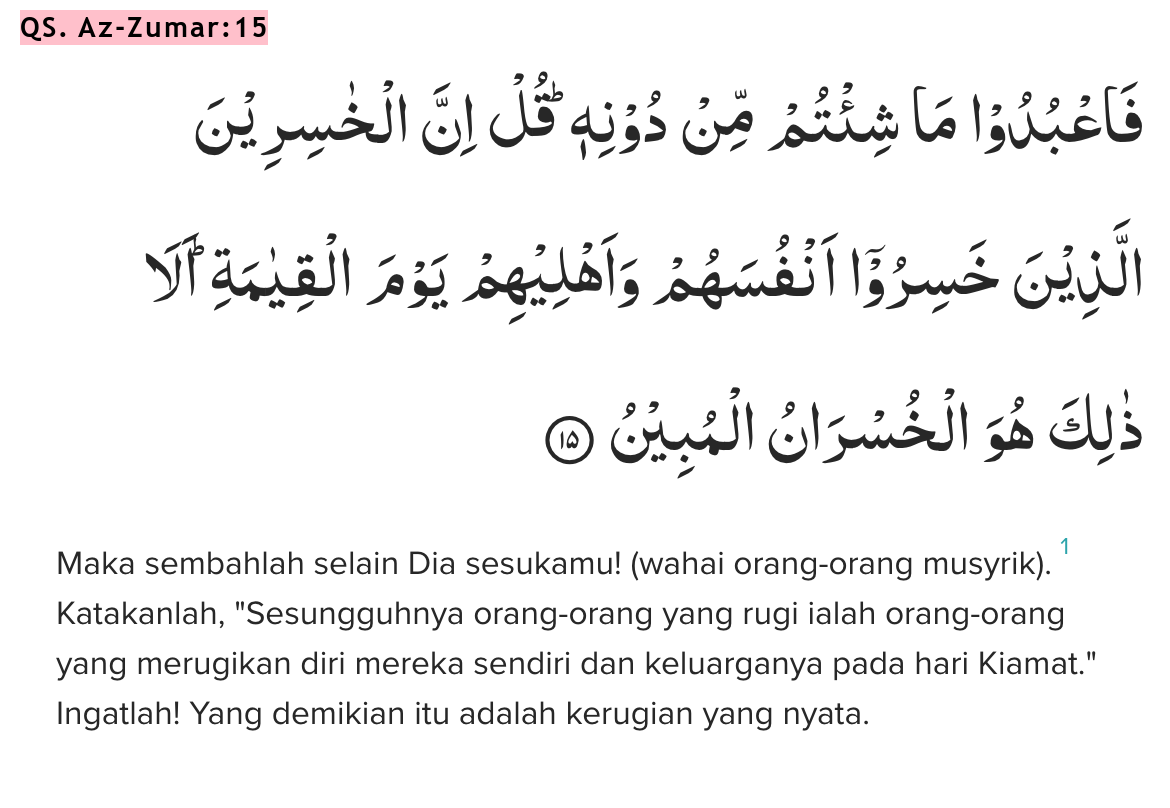 QS. Az-Zumar:15
فَاعْبُدُوْا مَا شِئْتُمْ مِّنْ دُوْنِهٖۗ قُلْ اِنَّ الْخٰسِرِيْنَ
الَّذِيْنَ خَسِرُوْٓا اَنْفُسَهُمْ وَاَهْلِيْهِمْ يَوْمَ الْقِيٰمَةِۗ اَلَا
ذٰلِكَ هُوَ الْخُسْرَانُ الْمُبِيْنُ ١٥
Maka sembahlah selain Dia sesukamu! (wahai orang-orang musyrik). 1
Katakanlah, "Sesungguhnya orang-orang yang rugi ialah orang-orang
yang merugikan diri mereka sendiri dan keluarganya pada hari Kiamat."
Ingatlah! Yang demikian itu adalah kerugian yang nyata.